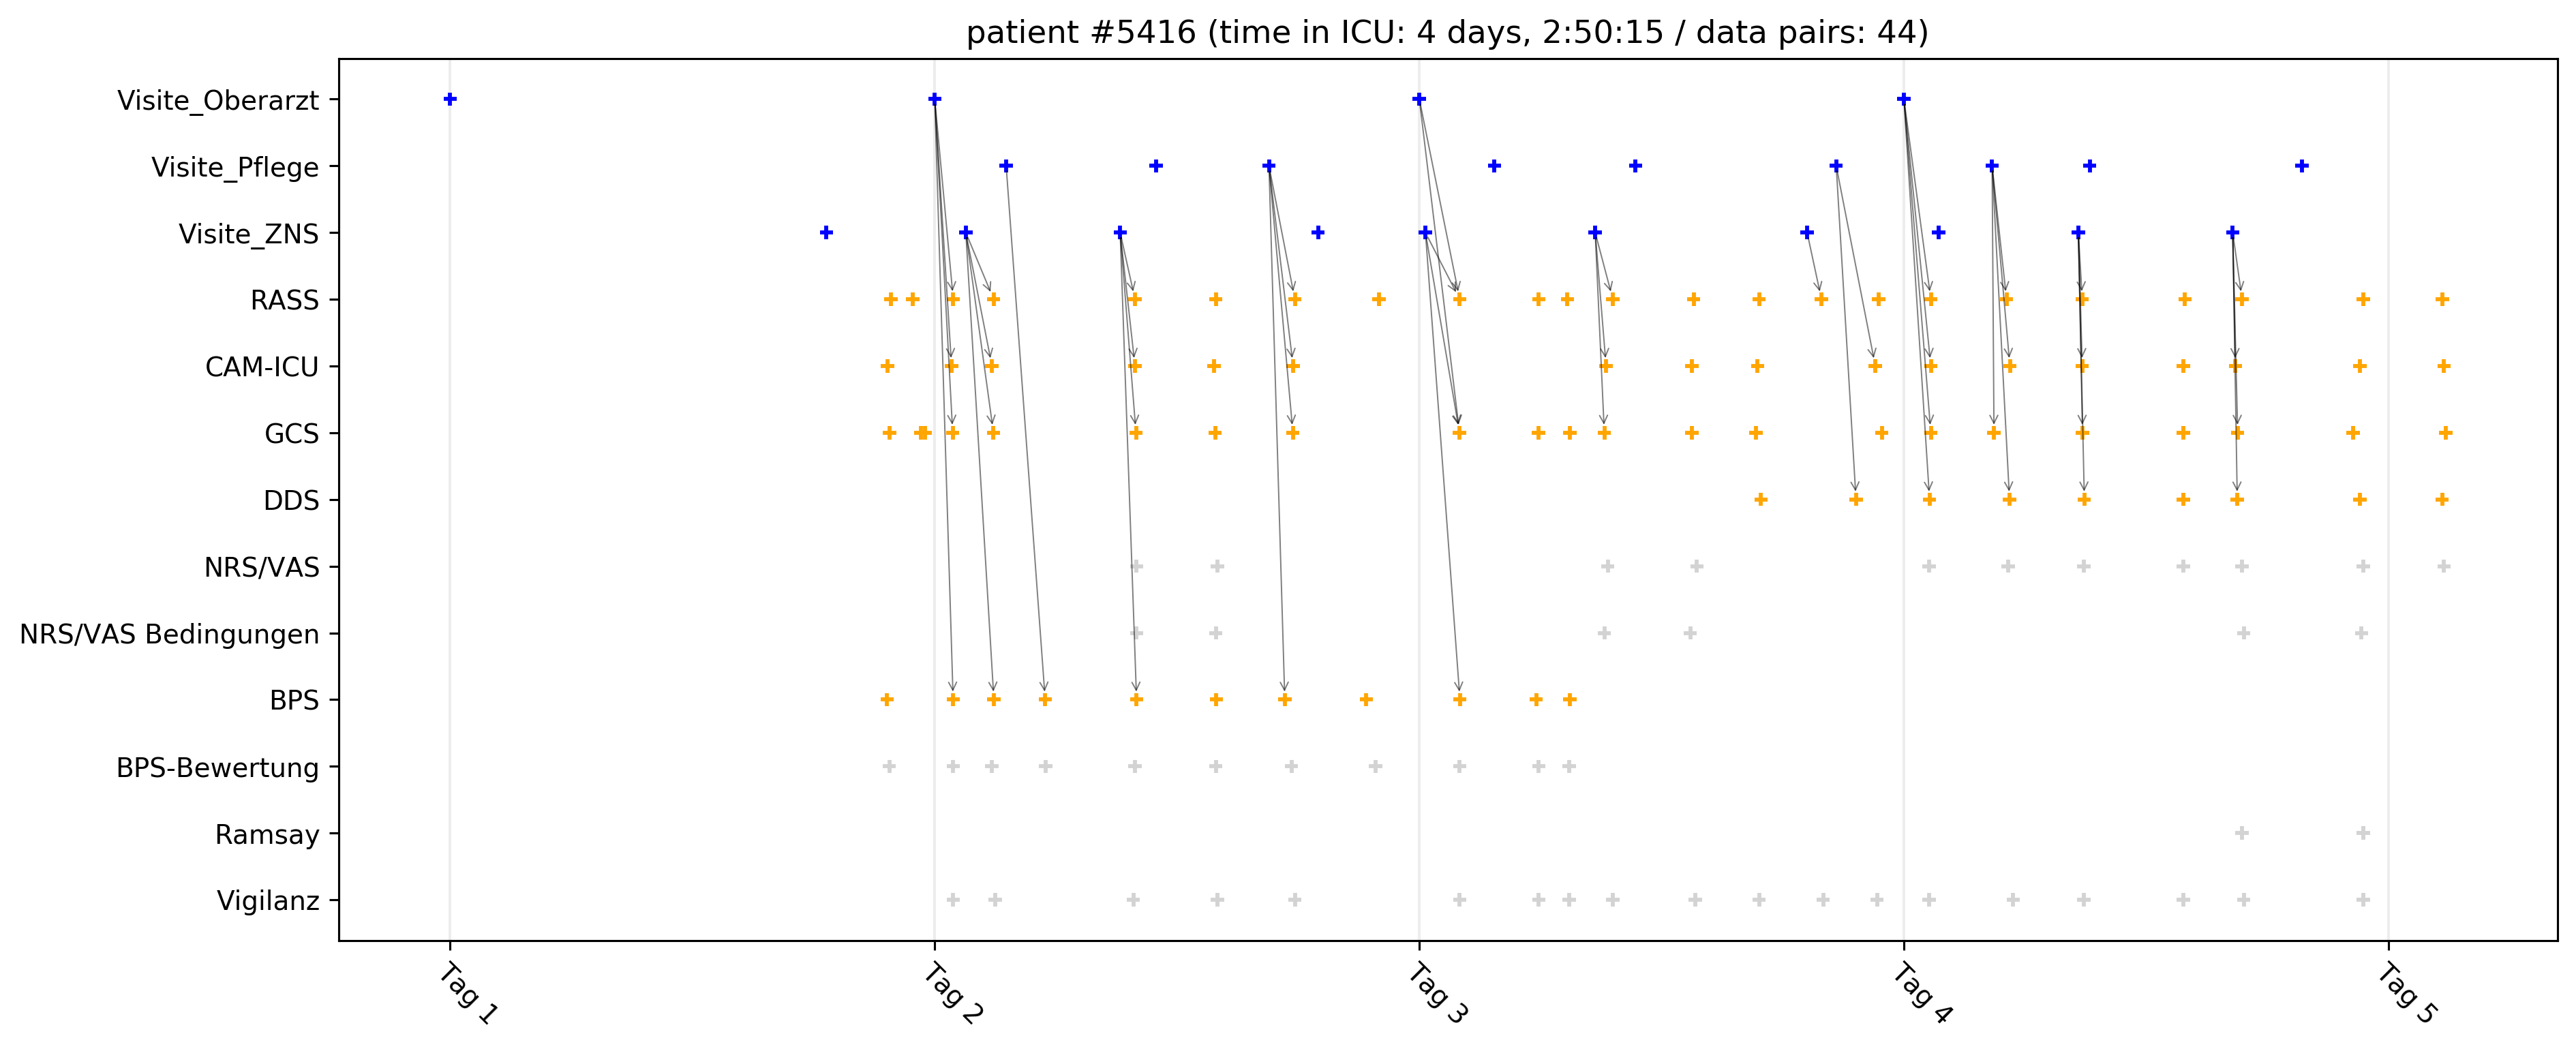 patient #5416 (time in ICU: 4 days, 2:50:15 / data pairs: 44)
Visite_Oberarzt
Visite_Pflege
Visite_ZNS
RASS
CAM-ICU
GCS
DDS
NRS/VAS
NRS/VAS Bedingungen
BPS
BPS-Bewertung
Ramsay
Vigilanz
Tag 1
Tag 2
Tag 3
Tag 4
Tag 5